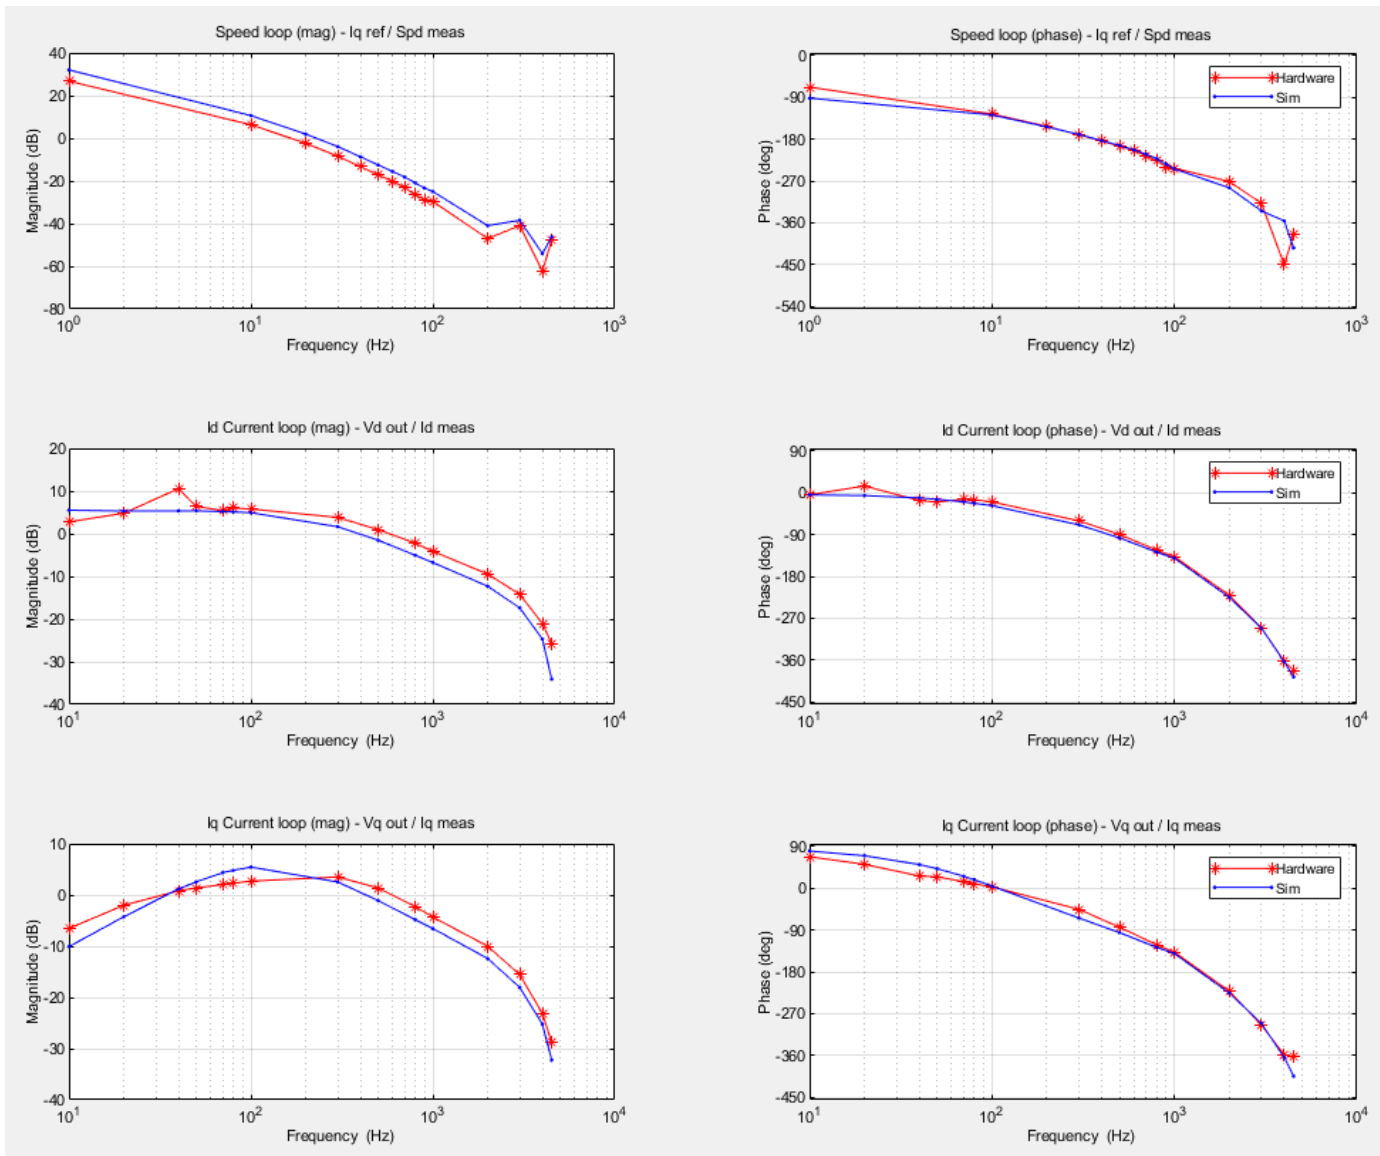 Speed loop (mag) - Iq ref / Spd meas
40
20
0
-20
-40
-60
-80
Magnitude (dB)
10^0
10^1
10^2
10^3
Frequency (Hz)
Speed loop (phase) - Iq ref / Spd meas
0
-90
-180
-270
-360
-450
-540
Phase (deg)
Hardware
Sim
10^0
10^1
10^2
10^3
Frequency (Hz)
Id Current loop (mag) - Vd out / Id meas
20
10
0
-10
-20
-30
-40
Magnitude (dB)
10^1
10^2
10^3
10^4
Frequency (Hz)
Id Current loop (phase) - Vd out / Id meas
90
0
-90
-180
-270
-360
-450
Phase (deg)
Hardware
Sim
10^1
10^2
10^3
10^4
Frequency (Hz)
Iq Current loop (mag) - Vq out / Iq meas
10
0
-10
-20
-30
-40
Magnitude (dB)
10^1
10^2
10^3
10^4
Frequency (Hz)
Iq Current loop (phase) - Vq out / Iq meas
90
0
-90
-180
-270
-360
-450
Phase (deg)
Hardware
Sim
10^1
10^2
10^3
10^4
Frequency (Hz)